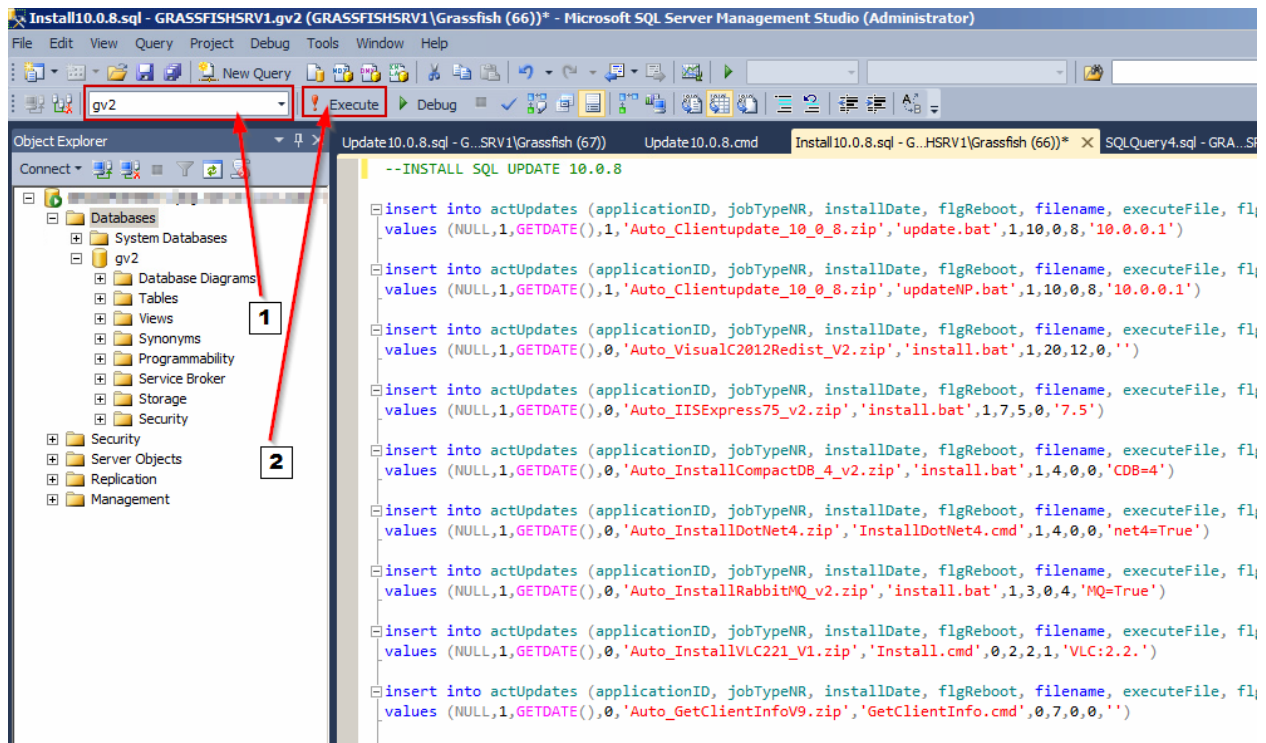 Install10.0.8.sql - GRASSFISHSRV1.gv2 (GRASSFISHSRV1\Grassfish (66))* - Microsoft SQL Server Management Studio (Administrator)
File Edit View Query Project Debug Tools Window Help
New Query
gv2 Execute Debug
Object Explorer
Update10.0.8.sql - G...SRV1\Grassfish (67)) Update10.0.8.cmd Install10.0.8.sql - G...HSRV1\Grassfish (66))* SQLQuery4.sql - GRA...SR
Connect
Databases
System Databases
gv2
Database Diagrams
Tables
Views
Synonyms
Programmability
Service Broker
Storage
Security
Security
Server Objects
Replication
Management
1
2
--INSTALL SQL UPDATE 10.0.8
insert into actUpdates (applicationID, jobTypeNR, installDate, flgReboot, filename, executeFile, flg
values (NULL,1,GETDATE(),1,'Auto_Clientupdate_10_0_8.zip','update.bat',1,10,0,8,'10.0.0.1')
insert into actUpdates (applicationID, jobTypeNR, installDate, flgReboot, filename, executeFile, flg
values (NULL,1,GETDATE(),1,'Auto_Clientupdate_10_0_8.zip','updateNP.bat',1,10,0,8,'10.0.0.1')
insert into actUpdates (applicationID, jobTypeNR, installDate, flgReboot, filename, executeFile, flg
values (NULL,1,GETDATE(),0,'Auto_VisualC2012Redist_V2.zip','install.bat',1,20,12,0,'')
insert into actUpdates (applicationID, jobTypeNR, installDate, flgReboot, filename, executeFile, flg
values (NULL,1,GETDATE(),0,'Auto_IISExpress75_v2.zip','install.bat',1,7,5,0,'7.5')
insert into actUpdates (applicationID, jobTypeNR, installDate, flgReboot, filename, executeFile, flg
values (NULL,1,GETDATE(),0,'Auto_InstallCompactDB_4_v2.zip','install.bat',1,4,0,0,'CDB=4')
insert into actUpdates (applicationID, jobTypeNR, installDate, flgReboot, filename, executeFile, flg
values (NULL,1,GETDATE(),0,'Auto_InstallDotNet4.zip','InstallDotNet4.cmd',1,4,0,0,'net4=True')
insert into actUpdates (applicationID, jobTypeNR, installDate, flgReboot, filename, executeFile, flg
values (NULL,1,GETDATE(),0,'Auto_InstallRabbitMQ_v2.zip','install.bat',1,3,0,4,'MQ=True')
insert into actUpdates (applicationID, jobTypeNR, installDate, flgReboot, filename, executeFile, flg
values (NULL,1,GETDATE(),0,'Auto_InstallVLC221_V1.zip','Install.cmd',0,2,2,1,'VLC:2.2.')
insert into actUpdates (applicationID, jobTypeNR, installDate, flgReboot, filename, executeFile, flg
values (NULL,1,GETDATE(),0,'Auto_GetClientInfoV9.zip','GetClientInfo.cmd',0,7,0,0,'')